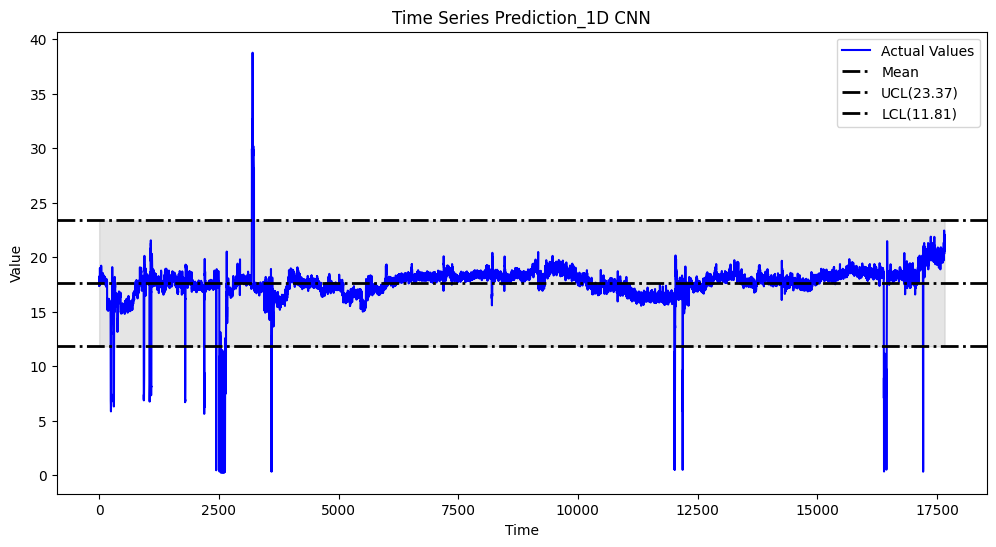 Time Series Prediction_1D CNN
Actual Values
Mean
UCL(23.37)
LCL(11.81)
Value
40
35
30
25
20
15
10
5
0
0 2500 5000 7500 10000 12500 15000 17500
Time